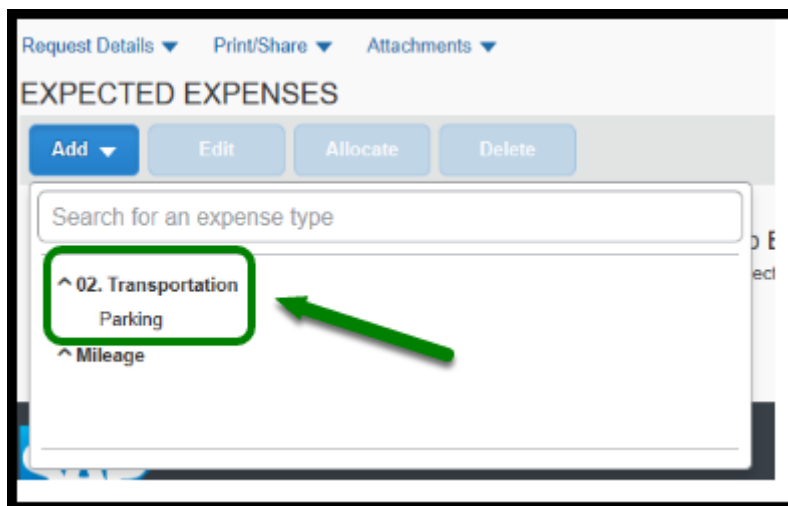 Request Details Print/Share Attachments
EXPECTED EXPENSES
Add Edit Allocate Delete
Search for an expense type
02. Transportation
Parking
Mileage